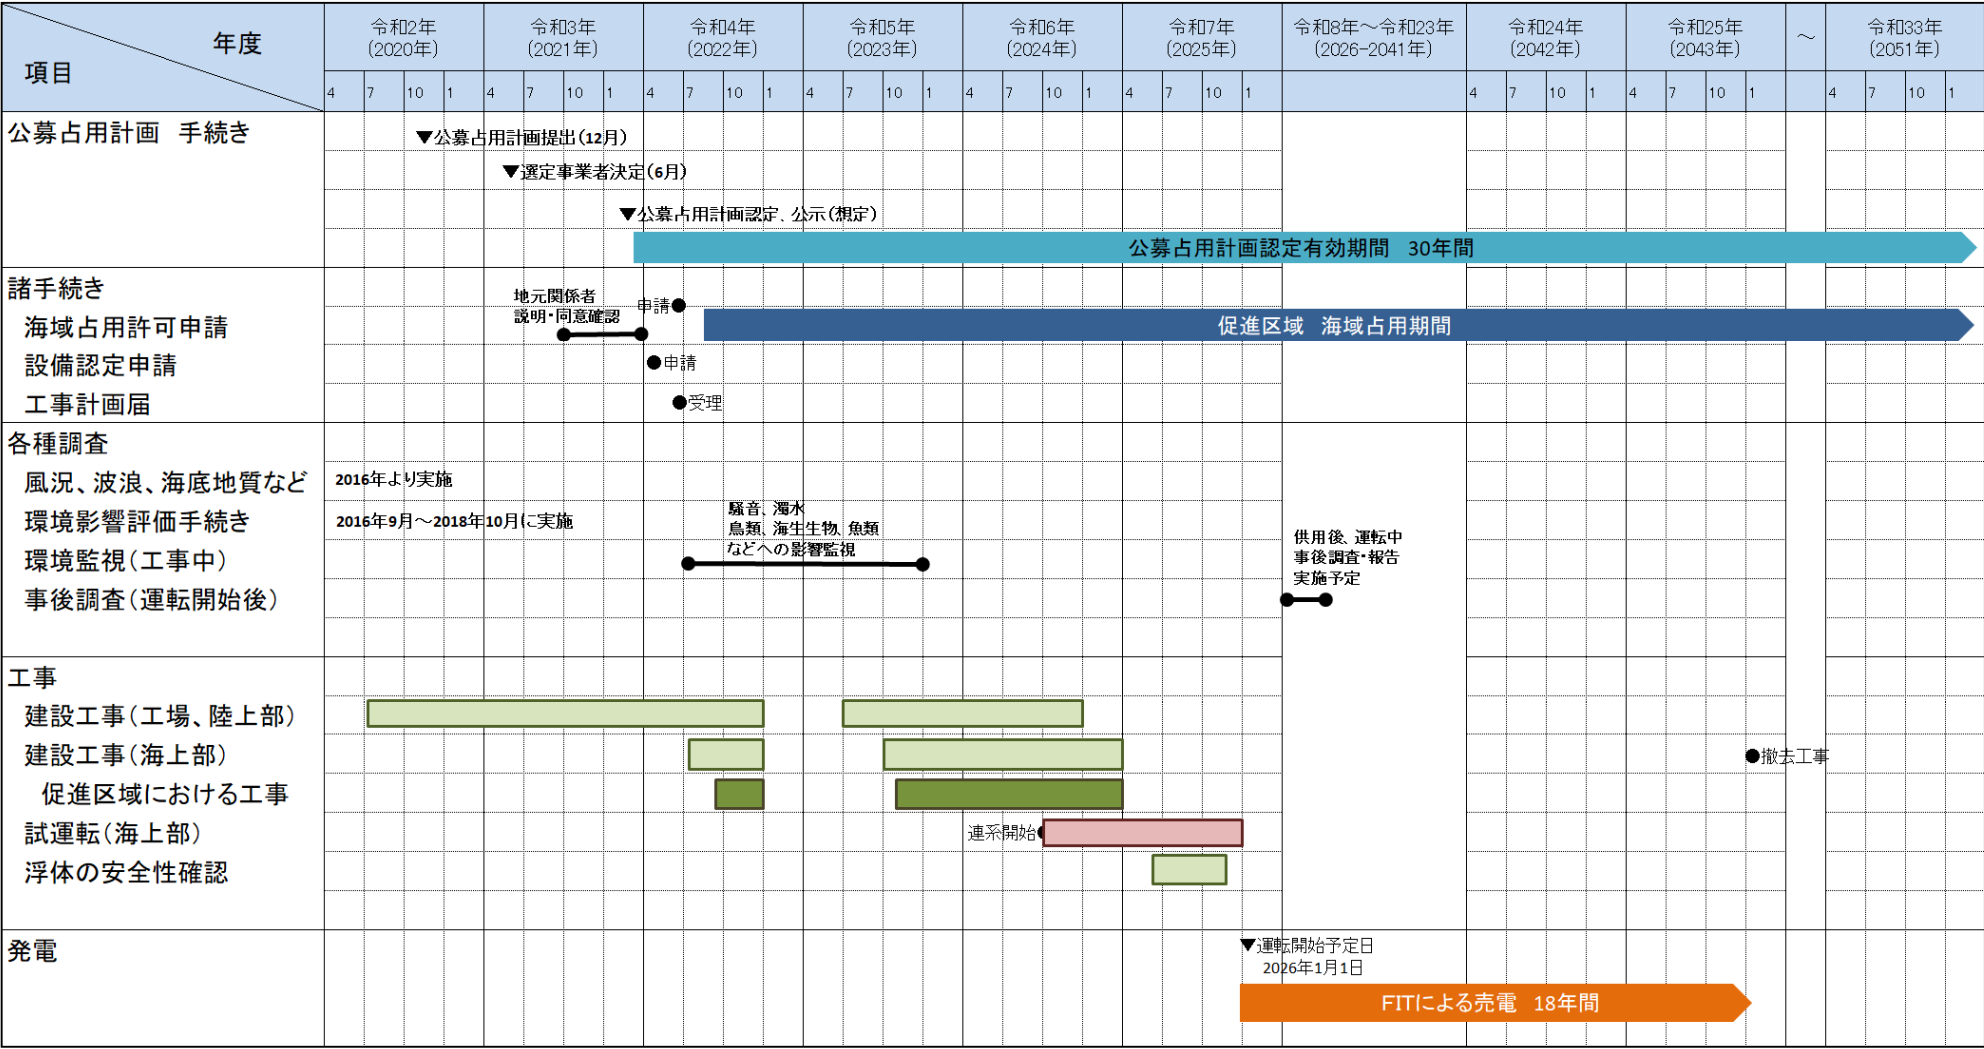 年度
項目
令和2年
(2020年)
令和3年
(2021年)
令和4年
(2022年)
令和5年
(2023年)
令和6年
(2024年)
令和7年
(2025年)
令和8年～令和23年
(2026-2041年)
令和24年
(2042年)
令和25年
(2043年)
～
令和33年
(2051年)
4 7 10 1 4 7 10 1 4 7 10 1 4 7 10 1 4 7 10 1 4 7 10 1 4 7 10 1 4 7 10 1 4 7 10 1
公募占用計画　手続き
▼公募占用計画提出(12月)
▼選定事業者決定(6月)
▼公募占用計画認定、公示(想定)
公募占用計画認定有効期間　30年間
諸手続き
地元関係者
説明・同意確認
申請●
海域占用許可申請
促進区域　海域占用期間
設備認定申請
●申請
工事計画届
●受理
各種調査
風況、波浪、海底地質など
2016年より実施
環境影響評価手続き
2016年9月～2018年10月に実施
騒音、濁水
鳥類、海生生物、魚類
などへの影響監視
環境監視(工事中)
供用後、運転中
事後調査・報告
実施予定
事後調査(運転開始後)
工事
建設工事(工場、陸上部)
建設工事(海上部)
●撤去工事
促進区域における工事
試運転(海上部)
連系開始
浮体の安全性確認
発電
▼運転開始予定日
2026年1月1日
FITによる売電　18年間